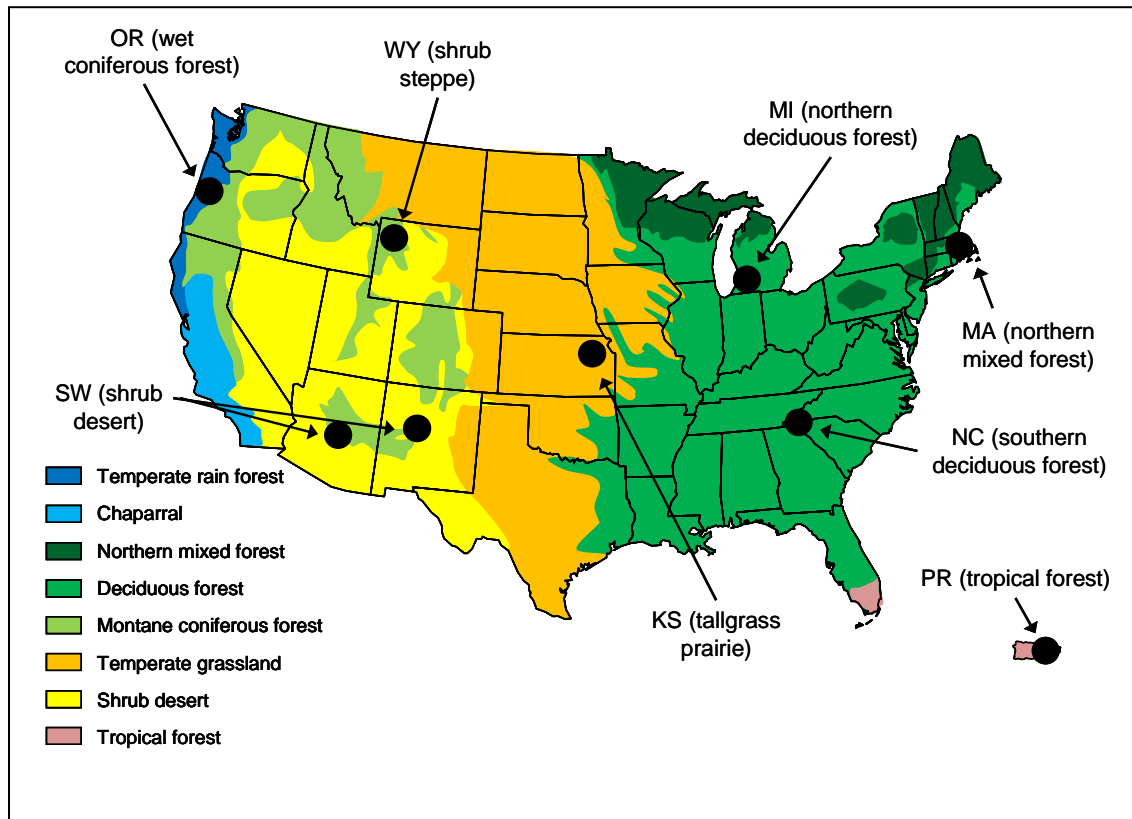 OR (wet
coniferous forest)
WY (shrub
steppe)
MI (northern
deciduous forest)
MA (northern
mixed forest)
SW (shrub
desert)
NC (southern
deciduous forest)
Temperate rain forest
Chaparral
Northern mixed forest
Deciduous forest
Montane coniferous forest
Temperate grassland
Shrub desert
Tropical forest
KS (tallgrass
prairie)
PR (tropical forest)